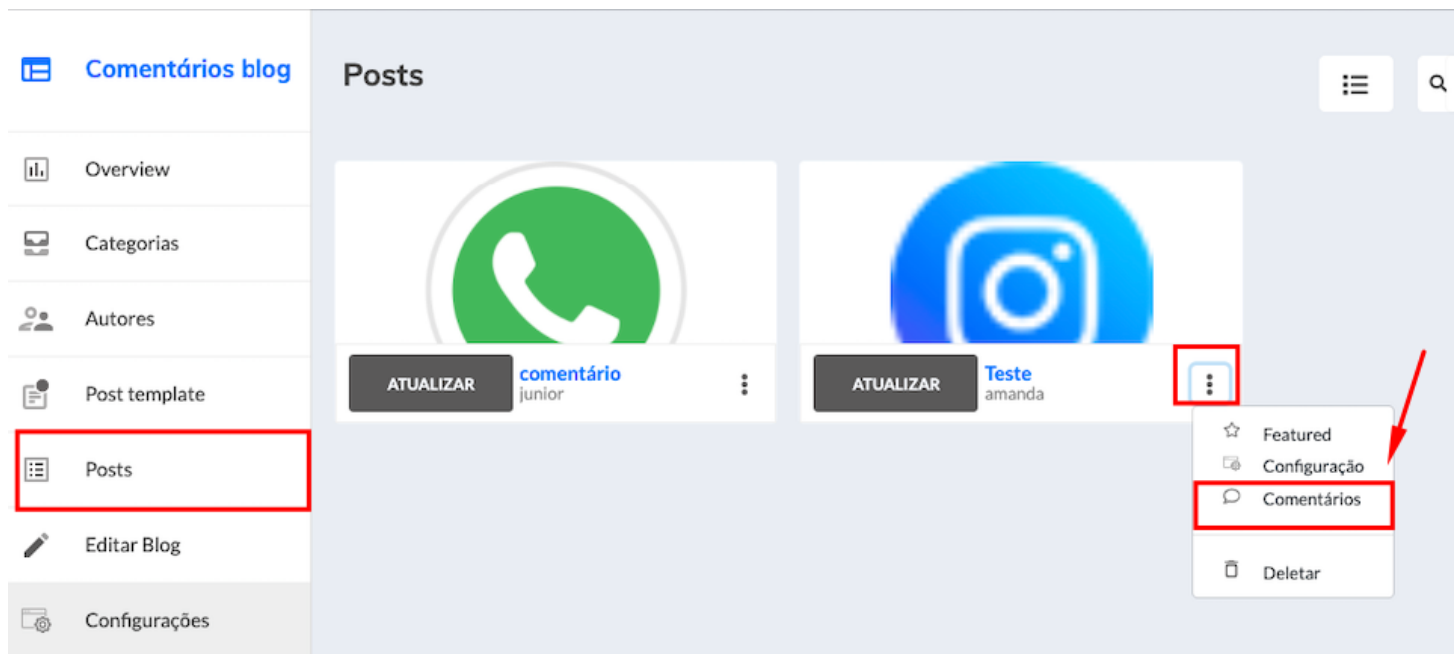 Comentários blog
Overview
Categorias
Autores
Post template
Posts
Editar Blog
Configurações
Posts
ATUALIZAR
comentário
junior
ATUALIZAR
Teste
amanda
Featured
Configuração
Comentários
Deletar